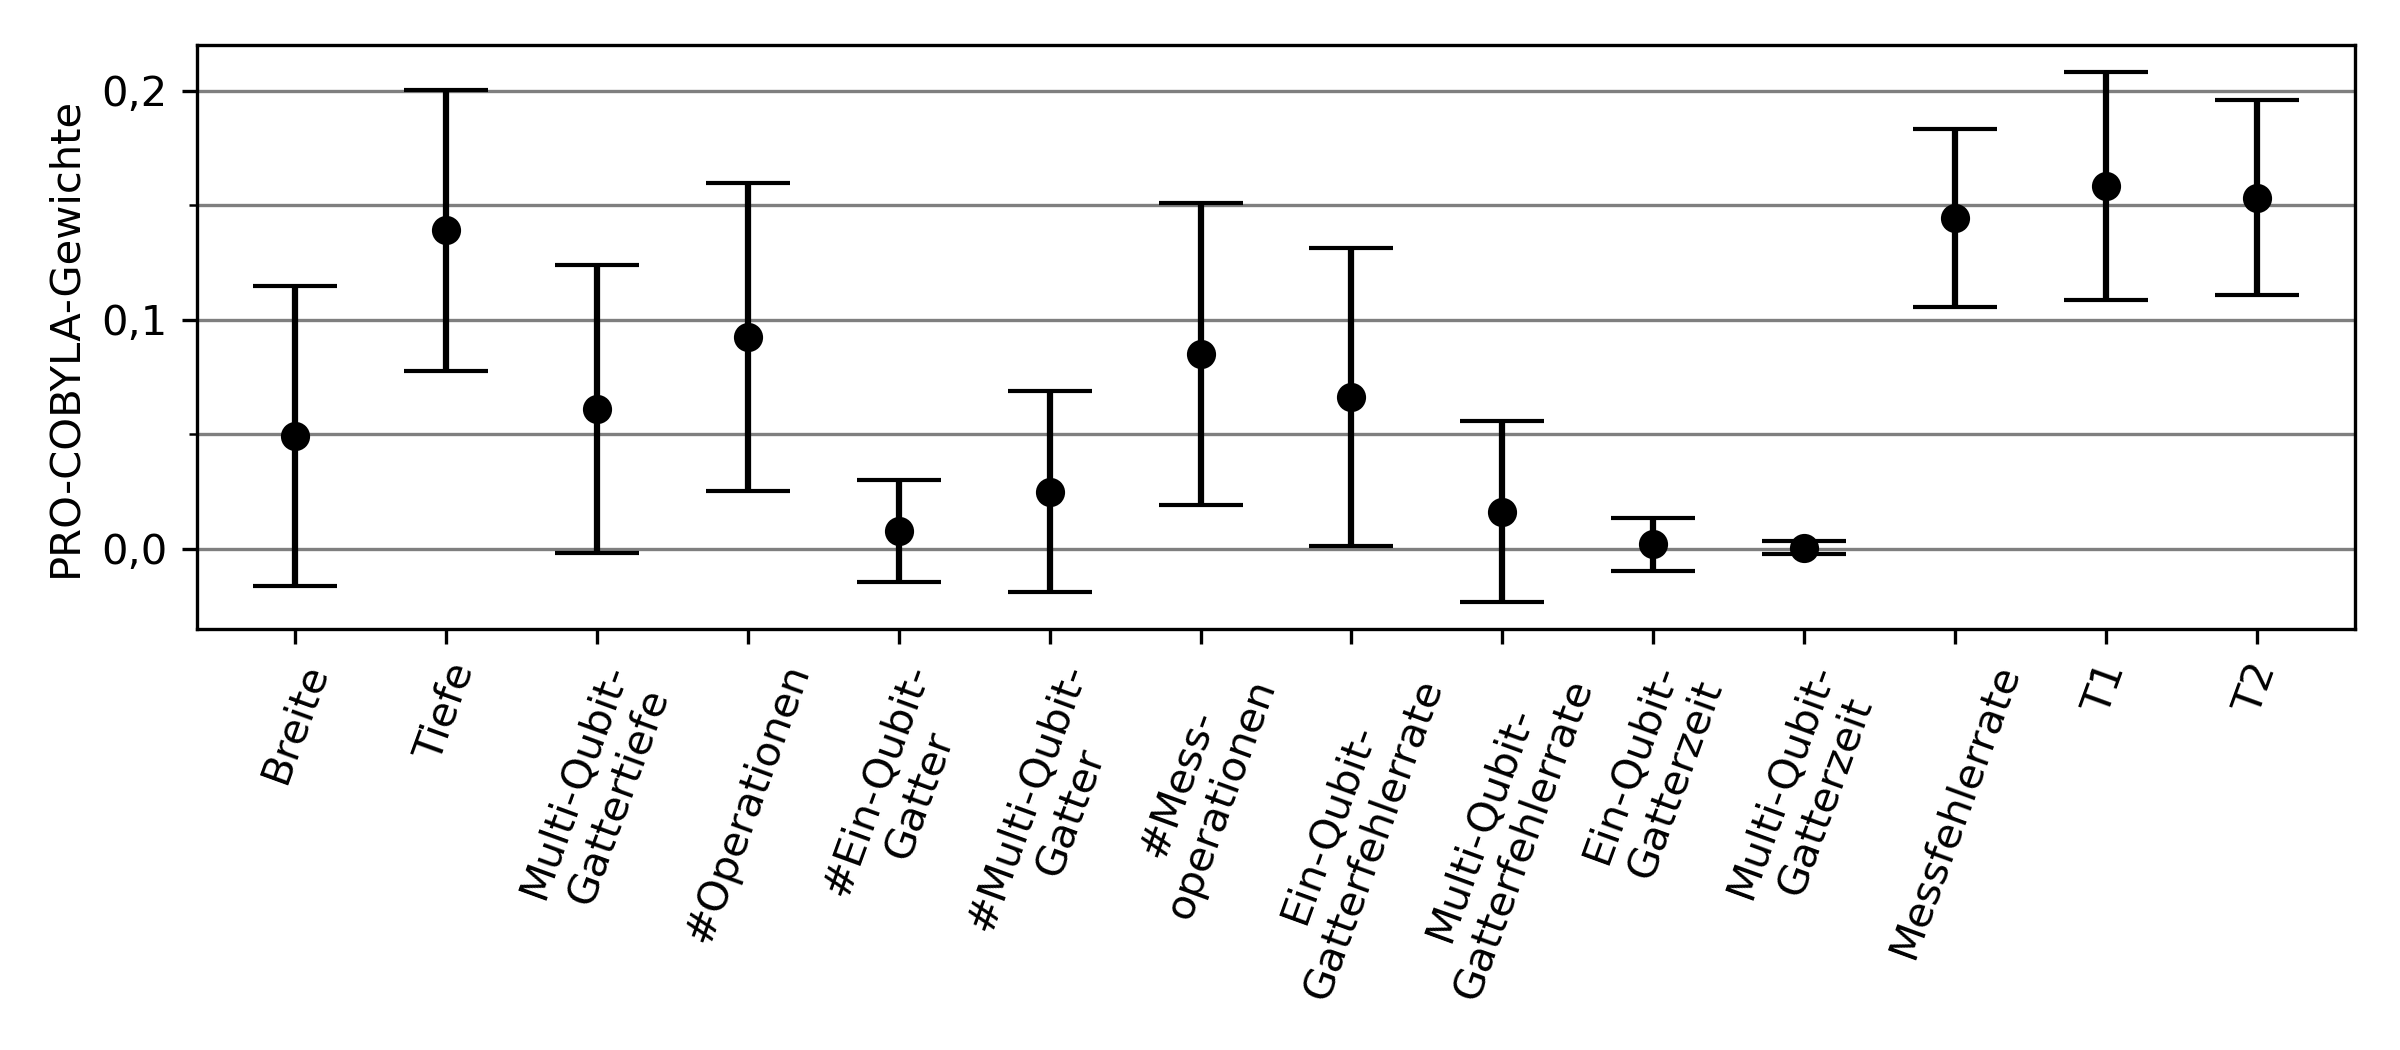 PRO-COBYLA-Gewichte
0,2
0,1
0,0
Breite
Tiefe
Multi-Qubit-
Gattertiefe
#Operationen
#Ein-Qubit-
Gatter
#Multi-Qubit-
Gatter
#Mess-
operationen
Ein-Qubit-
Gatterfehlerrate
Multi-Qubit-
Gatterfehlerrate
Ein-Qubit-
Gatterzeit
Multi-Qubit-
Gatterzeit
Messfehlerrate
T1
T2